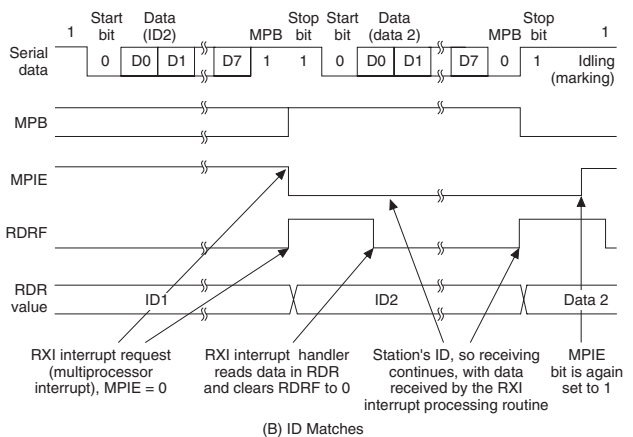 1
Start bit
Data (ID2)
MPB
Stop bit
Start bit
Data (data 2)
MPB
Stop bit
1
Serial data
0 D0 D1 D7 1 1 0 D0 D1 D7 0 1
Idling (marking)
MPB
MPIE
RDRF
RDR value
ID1
ID2
Data 2
RXI interrupt request
(multiprocessor
interrupt), MPIE = 0
RXI interrupt handler
reads data in RDR
and clears RDRF to 0
Station's ID, so receiving
continues, with data
received by the RXI
interrupt processing routine
MPIE
bit is again
set to 1
(B) ID Matches